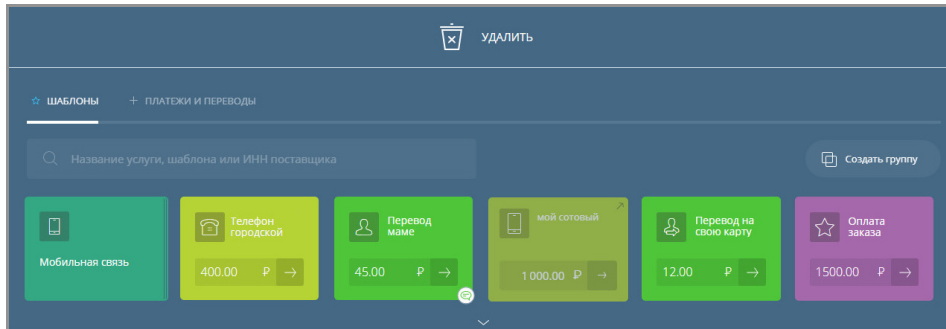 УДАЛИТЬ
ШАБЛОНЫ + ПЛАТЕЖИ И ПЕРЕВОДЫ
Название услуги, шаблона или ИНН поставщика
Создать группу
Мобильная связь
Телефон
городской
400.00 ₽ →
Перевод
маме
45.00 ₽ →
мой сотовый
1 000.00 ₽ →
Перевод на
свою карту
12.00 ₽ →
Оплата
заказа
1500.00 ₽ →